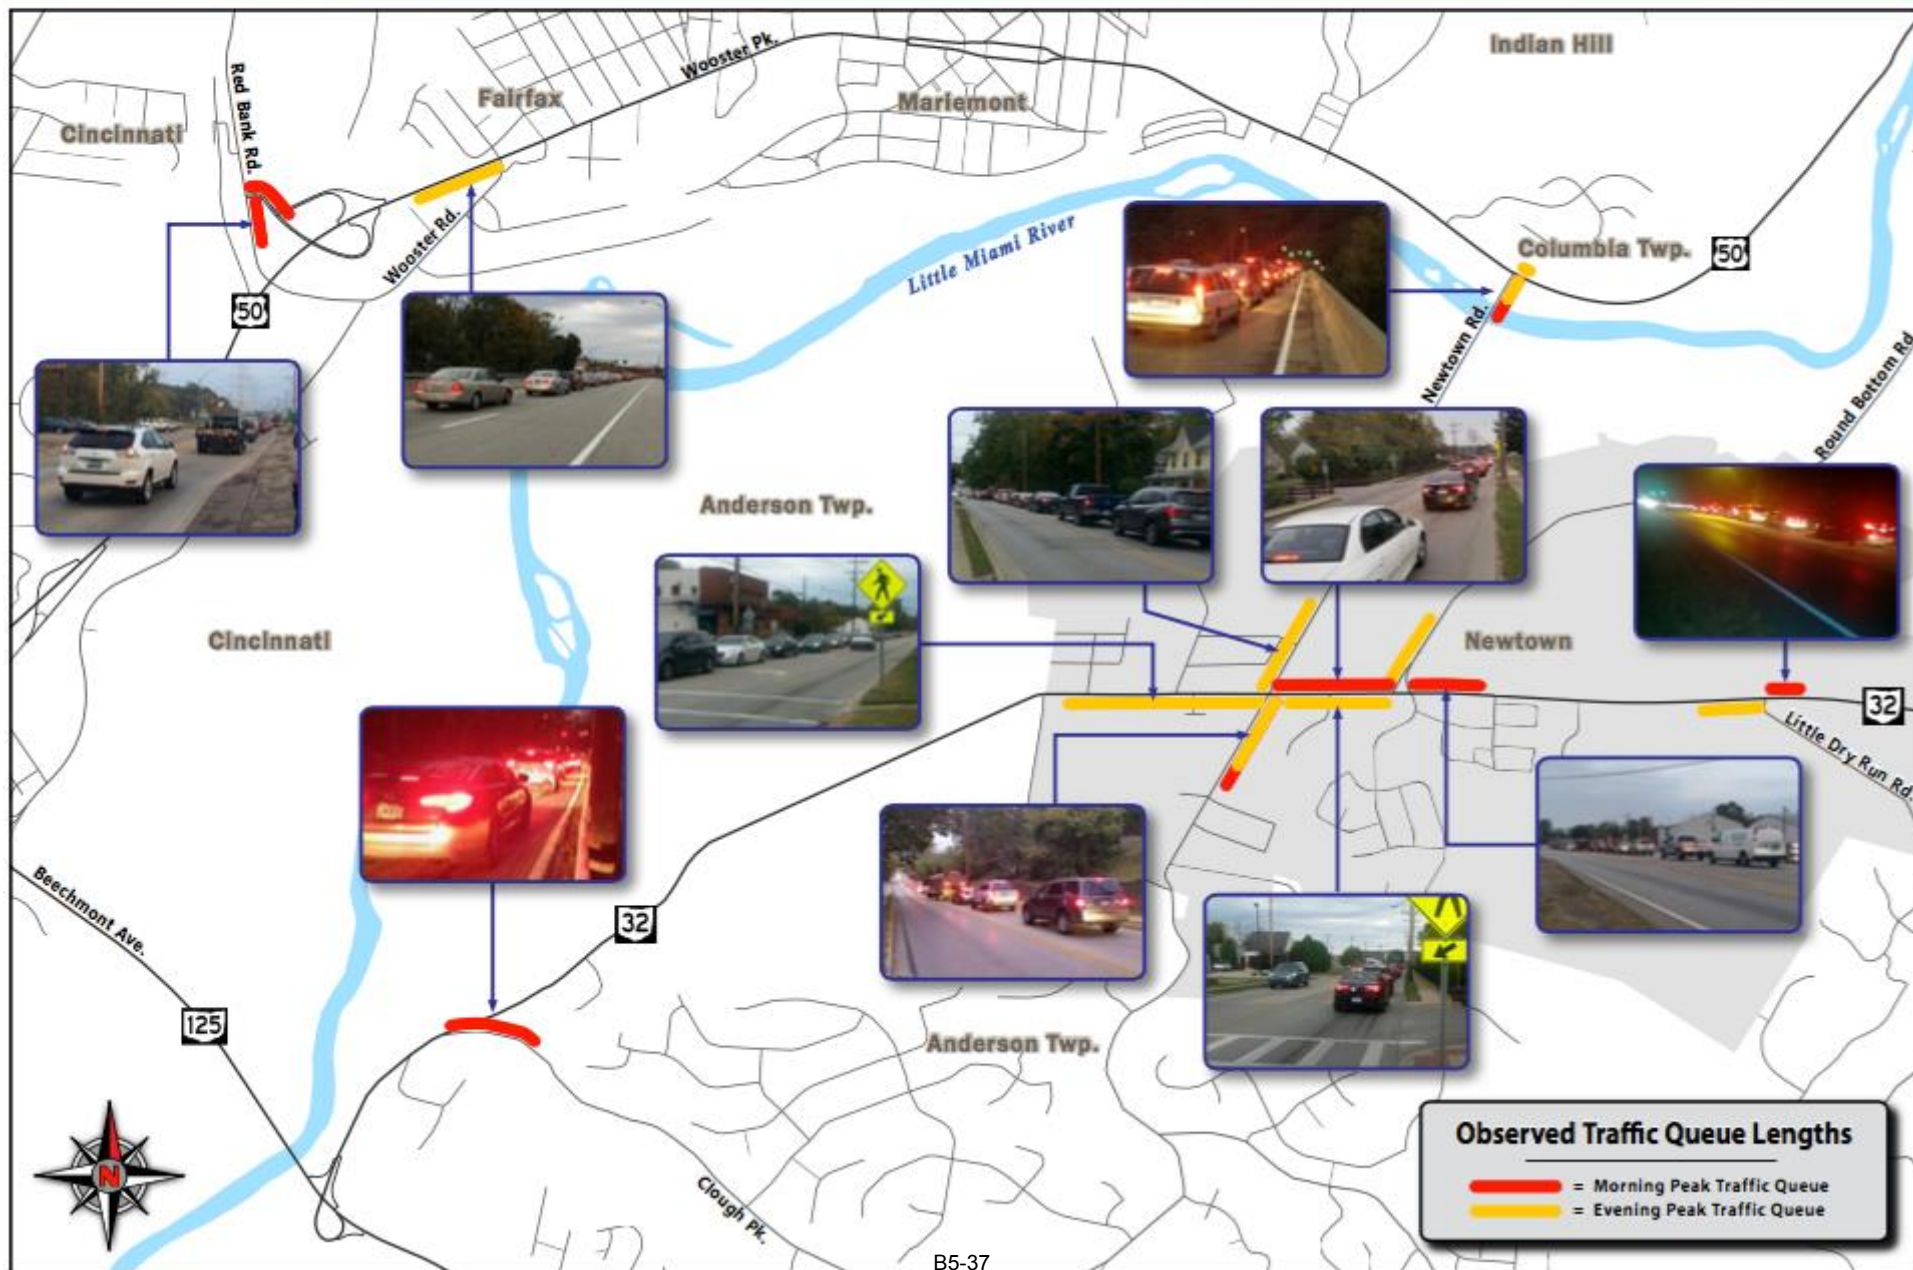 Indian Hill
Wooster Pk.
Red Bank Rd.
Fairfax
Mariemont
Cincinnati
Wooster Rd.
Little Miami River
Columbia Twp.
50
50
Newtown Rd.
Round Bottom Rd.
Anderson Twp.
Cincinnati
Newtown
32
Little Dry Run Rd.
Beechmont Ave.
32
125
Anderson Twp.
N
Clough Pk.
Observed Traffic Queue Lengths
= Morning Peak Traffic Queue
= Evening Peak Traffic Queue
B5-37